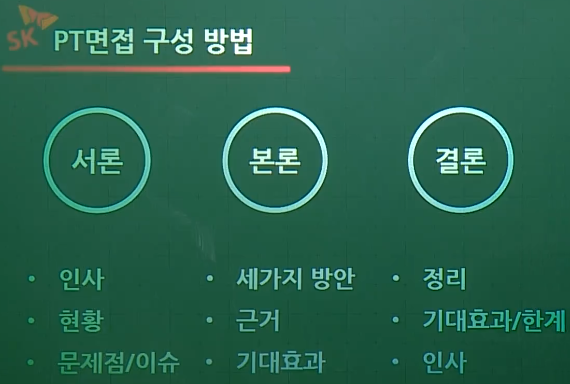 SK
PT면접 구성 방법
서론
본론
결론
• 인사
• 현황
• 문제점/이슈
• 세가지 방안
• 근거
• 기대효과
• 정리
• 기대효과/한계
• 인사